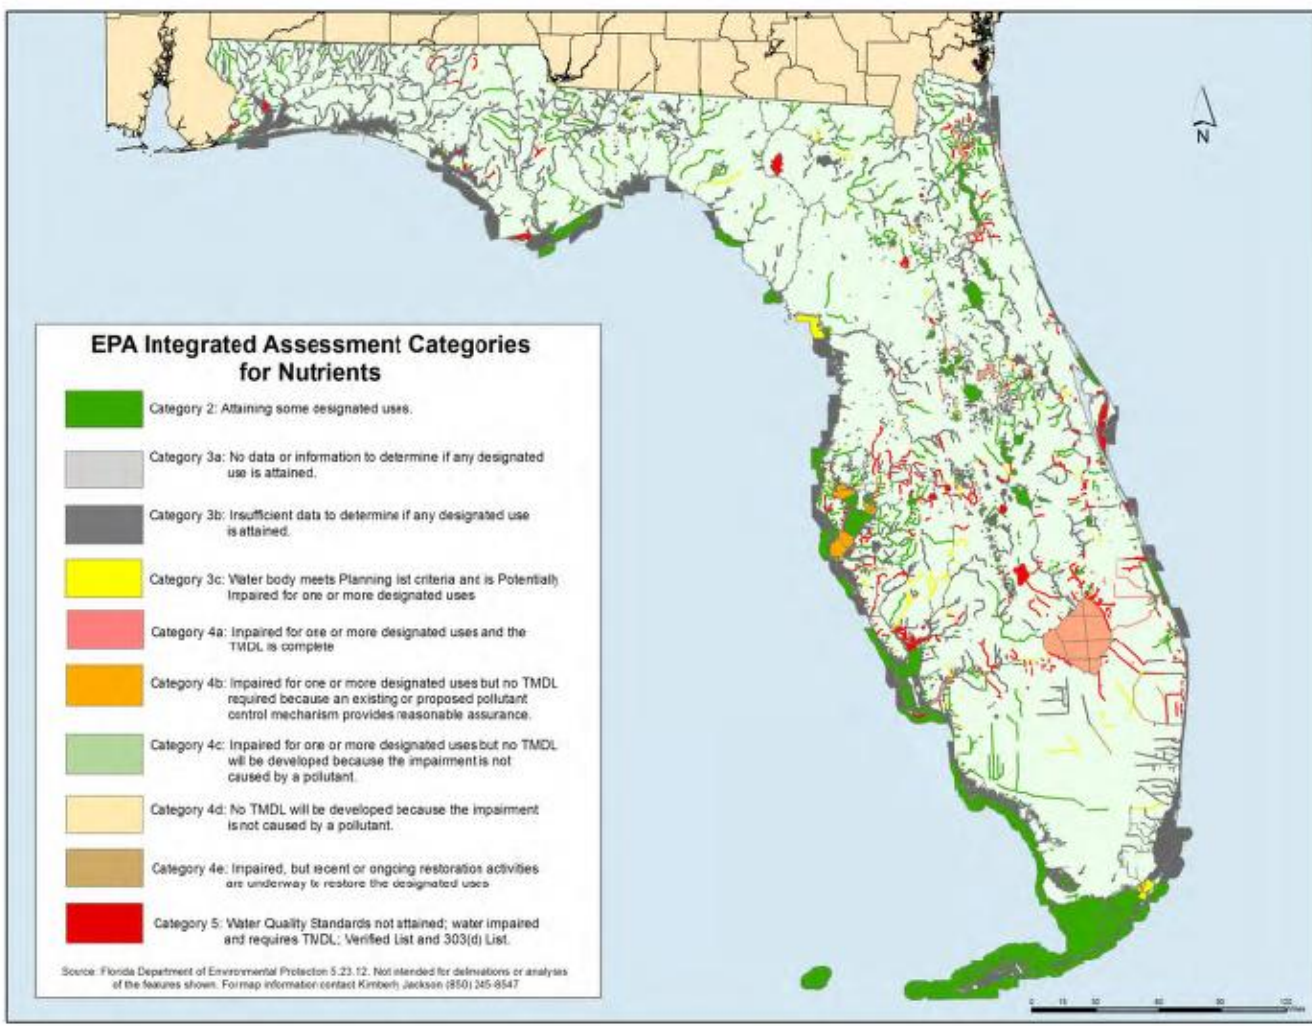 N
EPA Integrated Assessment Categories
for Nutrients
Category 2: Attaining some designated uses.
Category 3a: No data or information to determine if any designated
use is attained.
Category 3b: Insufficient data to determine if any designated use
is attained.
Category 3c: Water body meets Planning list criteria and is Potentially
Impaired for one or more designated uses
Category 4a: Impaired for one or more designated uses and the
TMDL is complete
Category 4b: Impaired for one or more designated uses but no TMDL
required because an existing or proposed pollutant
control mechanism provides reasonable assurance.
Category 4c: Impaired for one or more designated uses but no TMDL
will be developed because the impairment is not
caused by a pollutant.
Category 4d: No TMDL will be developed because the impairment
is not caused by a pollutant.
Category 4e: Impaired, but recent or ongoing restoration activities
are underway to restore the designated uses
Category 5: Water Quality Standards not attained; water impaired
and requires TMDL; Verified List and 303(d) List.
Source: Florida Department of Environmental Protection 5.23.12. Not intended for delineations or analyses
of the features shown. For map information contact Kimberly Jackson (850) 245-8547